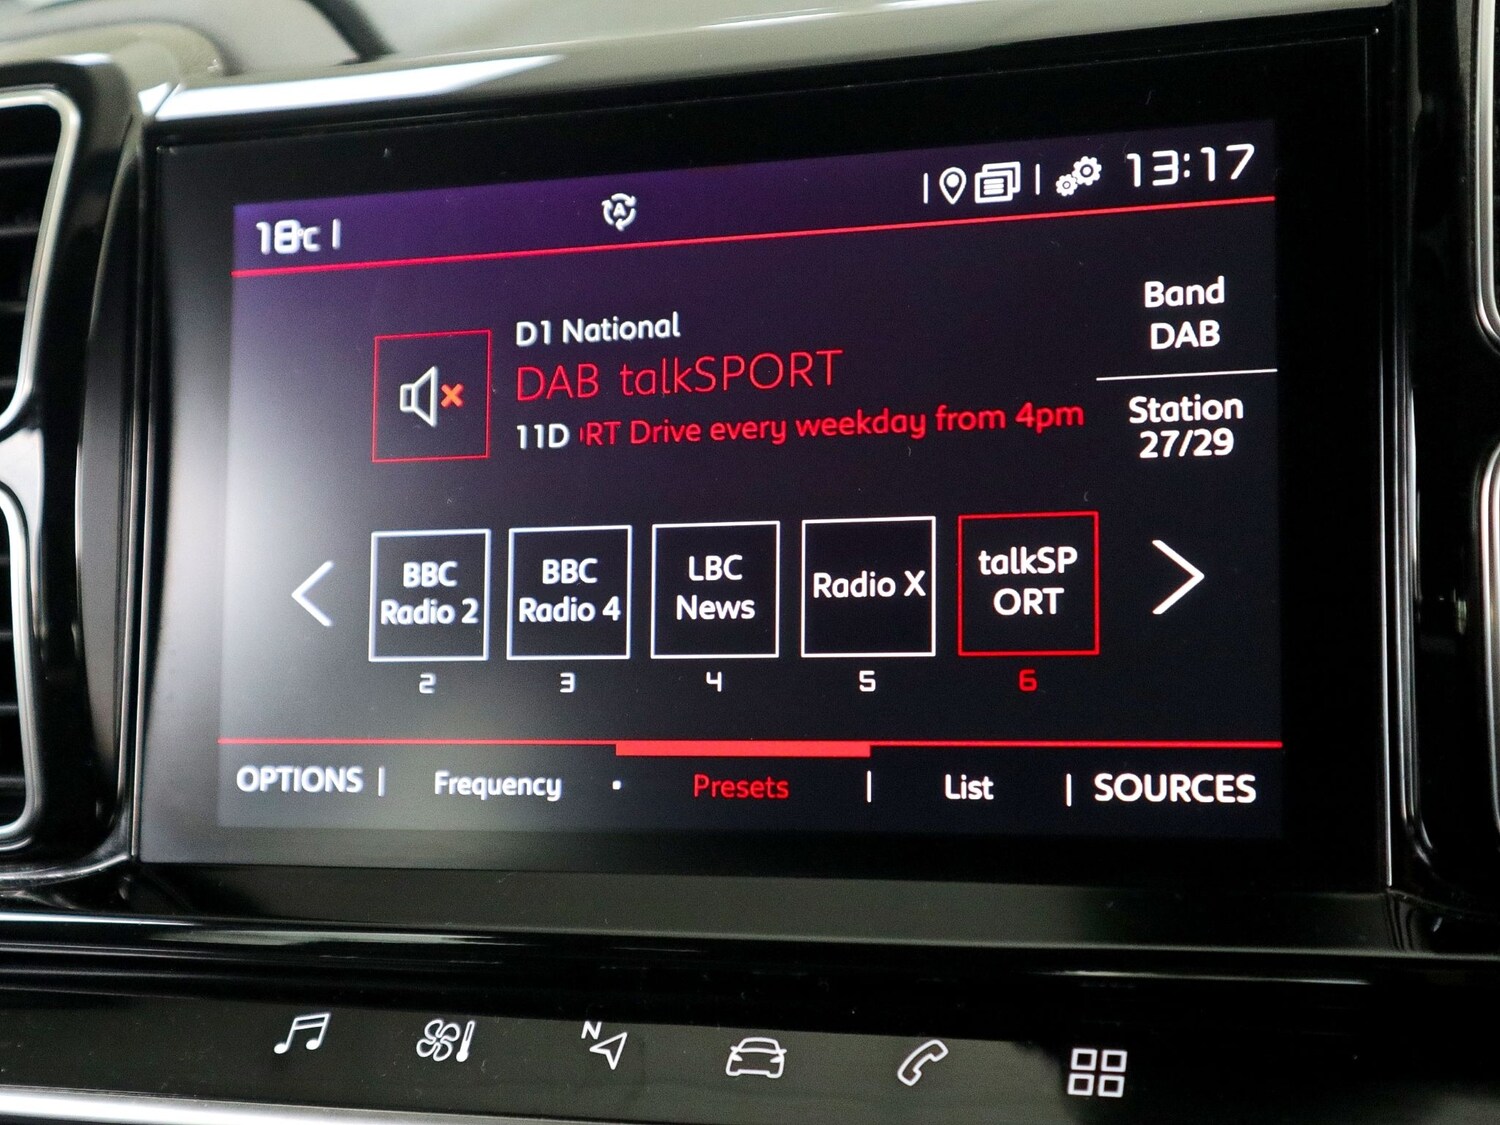 18°C
13:17
D1 National
DAB talkSPORT
11D RT Drive every weekday from 4pm
Band
DAB
Station
27/29
BBC
Radio 2
BBC
Radio 4
LBC
News
Radio X
talkSP
ORT
2
3
4
5
6
OPTIONS
Frequency
Presets
List
SOURCES
N